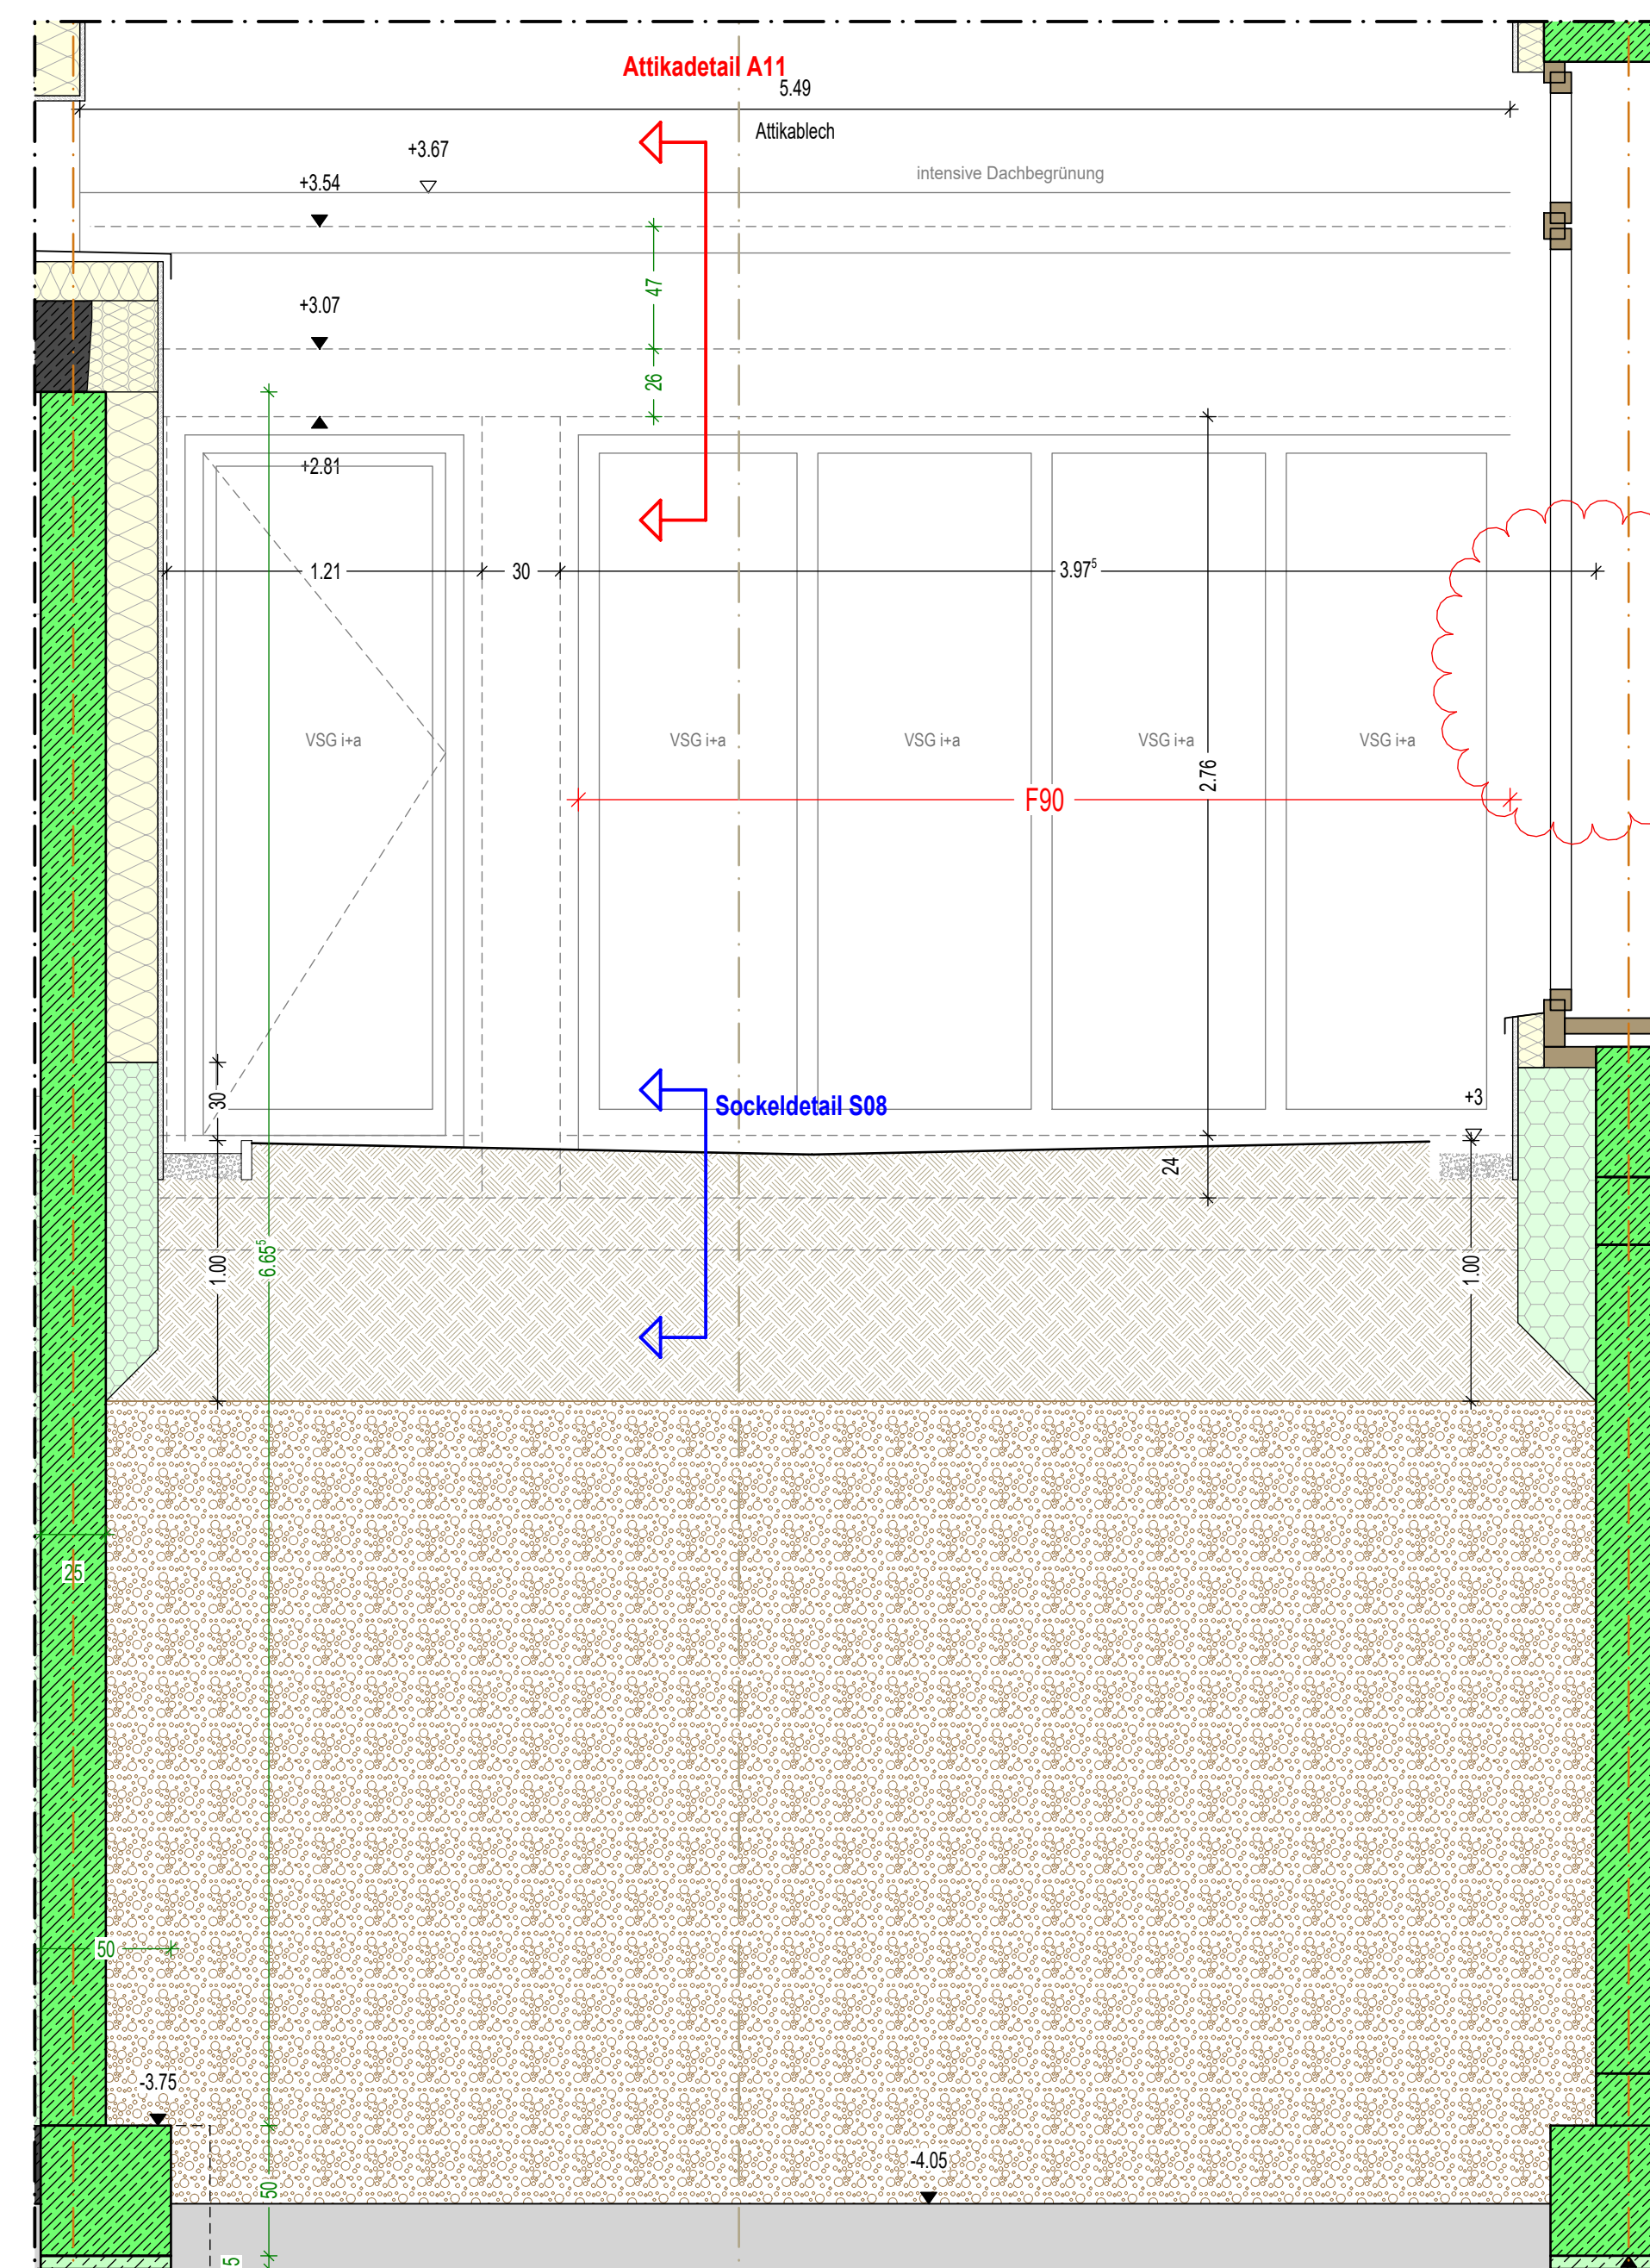 Attikadetail A11
5.49
Attikablech
+3.67
intensive Dachbegrünung
+3.54
47
+3.07
26
+2.81
1.21
30
3.97⁵
VSG i+a
VSG i+a
VSG i+a
VSG i+a
VSG i+a
2.76
F90
30
Sockeldetail S08
+3
24
1.00
6.65⁵
1.00
25
50
-3.75
-4.05
50
5